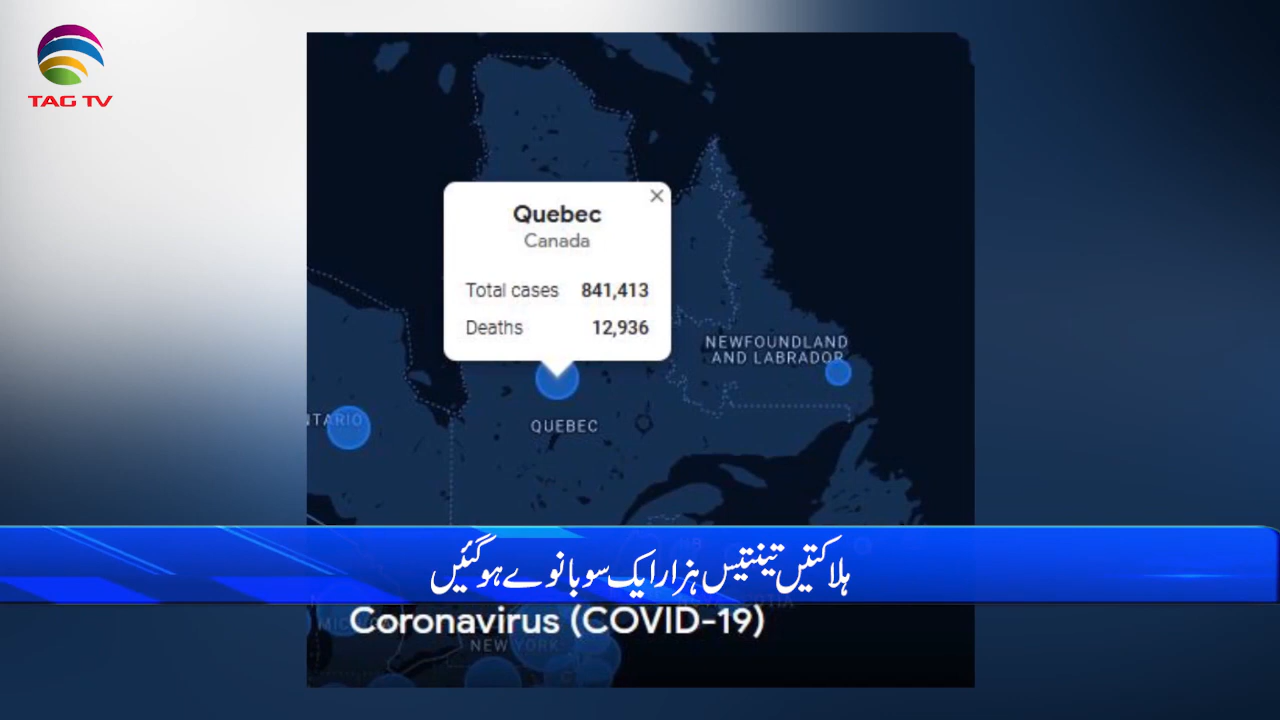 TAG TV
Quebec
Canada
Total cases 841,413
Deaths 12,936
NEWFOUNDLAND
AND LABRADOR
NTARIO
QUEBEC
ہلاکتیں تینتیس ہزار ایک سو بانوے ہوگئیں
Coronavirus (COVID-19)
NEW YORK